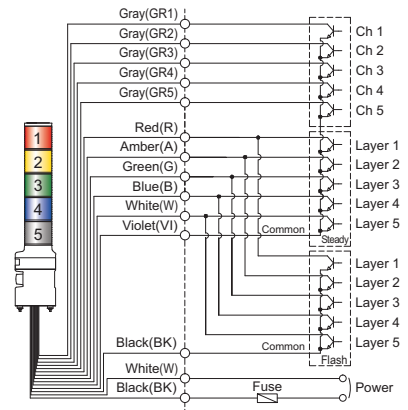 Gray(GR1)
Gray(GR2)
Gray(GR3)
Gray(GR4)
Gray(GR5)
Ch 1
Ch 2
Ch 3
Ch 4
Ch 5
1
2
3
4
5
Red(R)
Amber(A)
Green(G)
Blue(B)
White(W)
Violet(VI)
Layer 1
Layer 2
Layer 3
Layer 4
Layer 5
Common
Steady
Layer 1
Layer 2
Layer 3
Layer 4
Layer 5
Black(BK)
Common
Flash
White(W)
Black(BK)
Fuse
Power